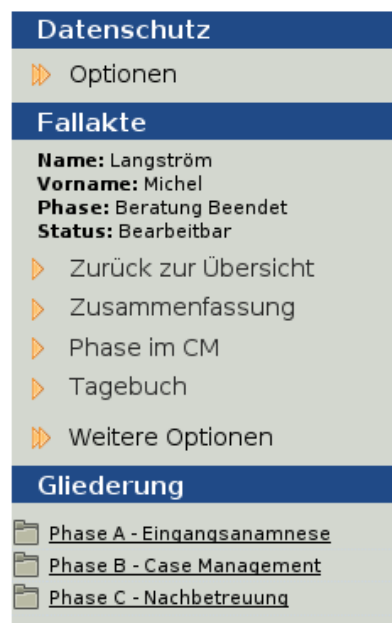 Datenschutz
Optionen
Fallakte
Name: Langström
Vorname: Michel
Phase: Beratung Beendet
Status: Bearbeitbar
Zurück zur Übersicht
Zusammenfassung
Phase im CM
Tagebuch
Weitere Optionen
Gliederung
Phase A - Eingangsanamnese
Phase B - Case Management
Phase C - Nachbetreuung